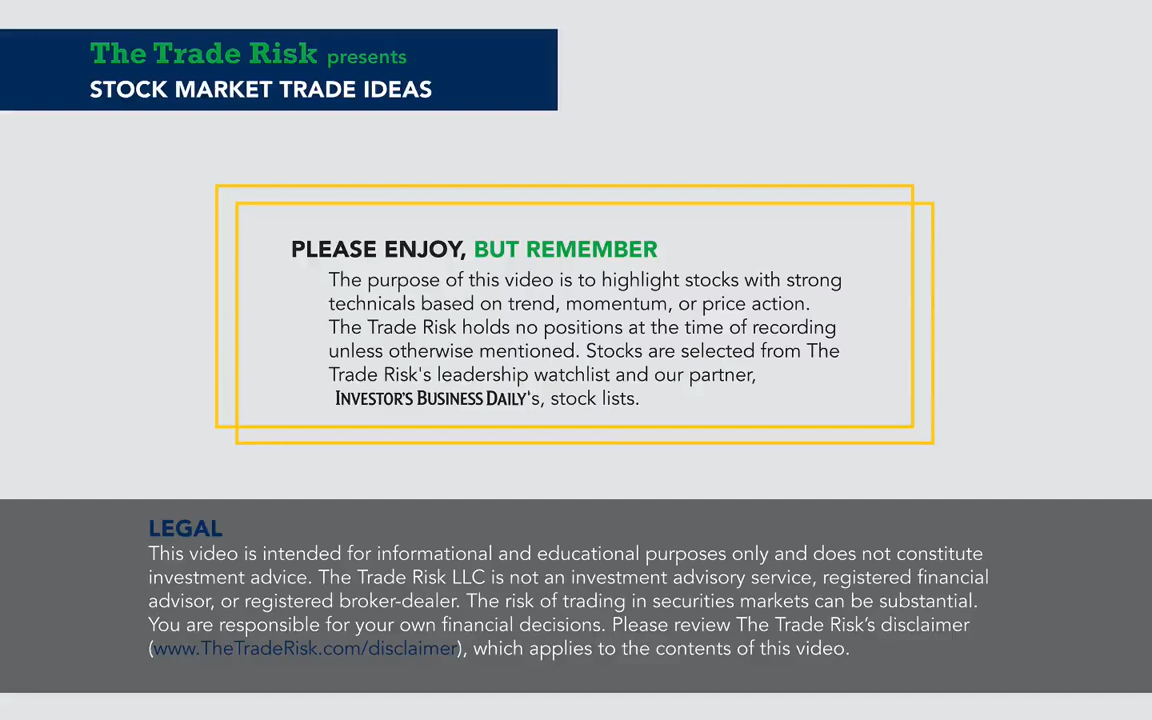 The Trade Risk presents
STOCK MARKET TRADE IDEAS
PLEASE ENJOY, BUT REMEMBER
The purpose of this video is to highlight stocks with strong
technicals based on trend, momentum, or price action.
The Trade Risk holds no positions at the time of recording
unless otherwise mentioned. Stocks are selected from The
Trade Risk's leadership watchlist and our partner,
INVESTOR'S BUSINESS DAILY's, stock lists.
LEGAL
This video is intended for informational and educational purposes only and does not constitute
investment advice. The Trade Risk LLC is not an investment advisory service, registered financial
advisor, or registered broker-dealer. The risk of trading in securities markets can be substantial.
You are responsible for your own financial decisions. Please review The Trade Risk's disclaimer
(www.TheTradeRisk.com/disclaimer), which applies to the contents of this video.